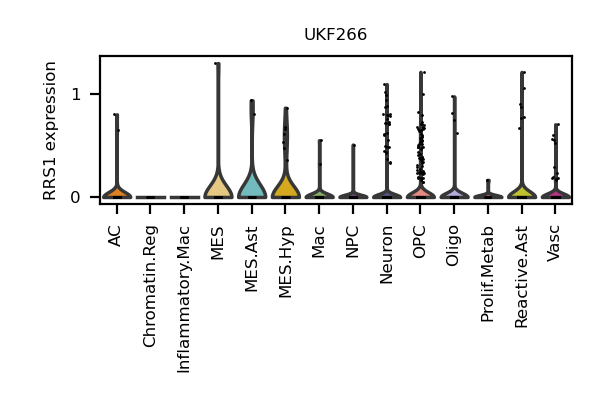 UKF266
RRS1 expression
1
0
AC
Chromatin.Reg
Inflammatory.Mac
MES
MES.Ast
MES.Hyp
Mac
NPC
Neuron
OPC
Oligo
Prolif.Metab
Reactive.Ast
Vasc